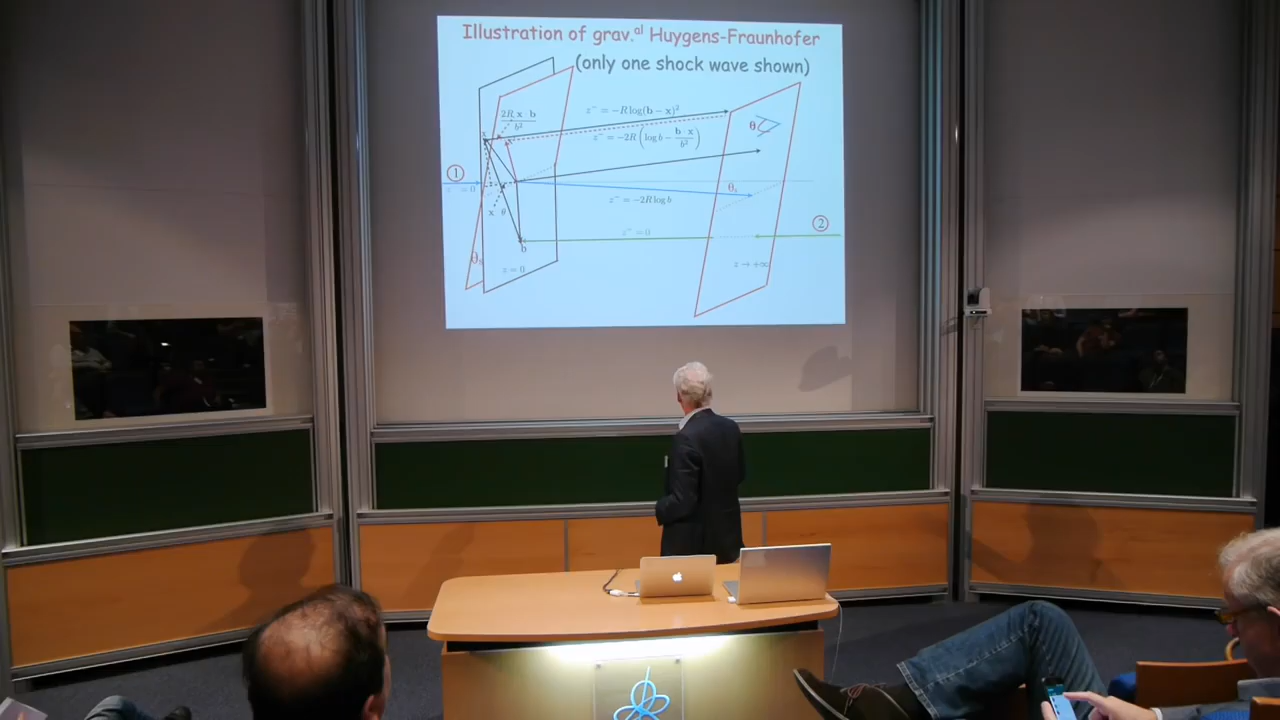 Illustration of grav.al Huygens-Fraunhofer
(only one shock wave shown)
z⁻ = −R log(b − x)²
2R x b
b²
z⁻ = −2R (log b − b x / b²)
θ
1
z⁻ = 0
θs
z⁻ = −2R log b
x θ
2
z⁻ = 0
b
θs
z = 0
z → +∞